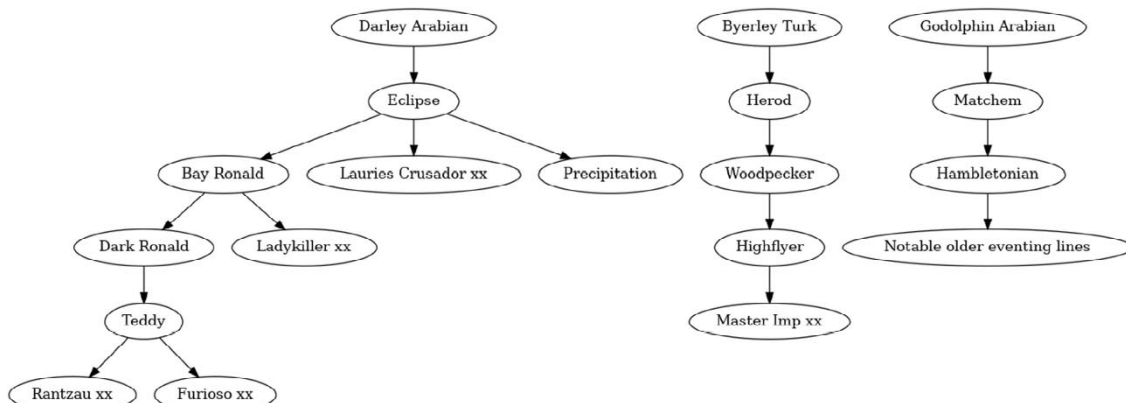 Darley Arabian
Byerley Turk
Godolphin Arabian
Eclipse
Herod
Matchem
Bay Ronald
Lauries Crusador xx
Precipitation
Woodpecker
Hambletonian
Dark Ronald
Ladykiller xx
Highflyer
Notable older eventing lines
Teddy
Master Imp xx
Rantzau xx
Furioso xx